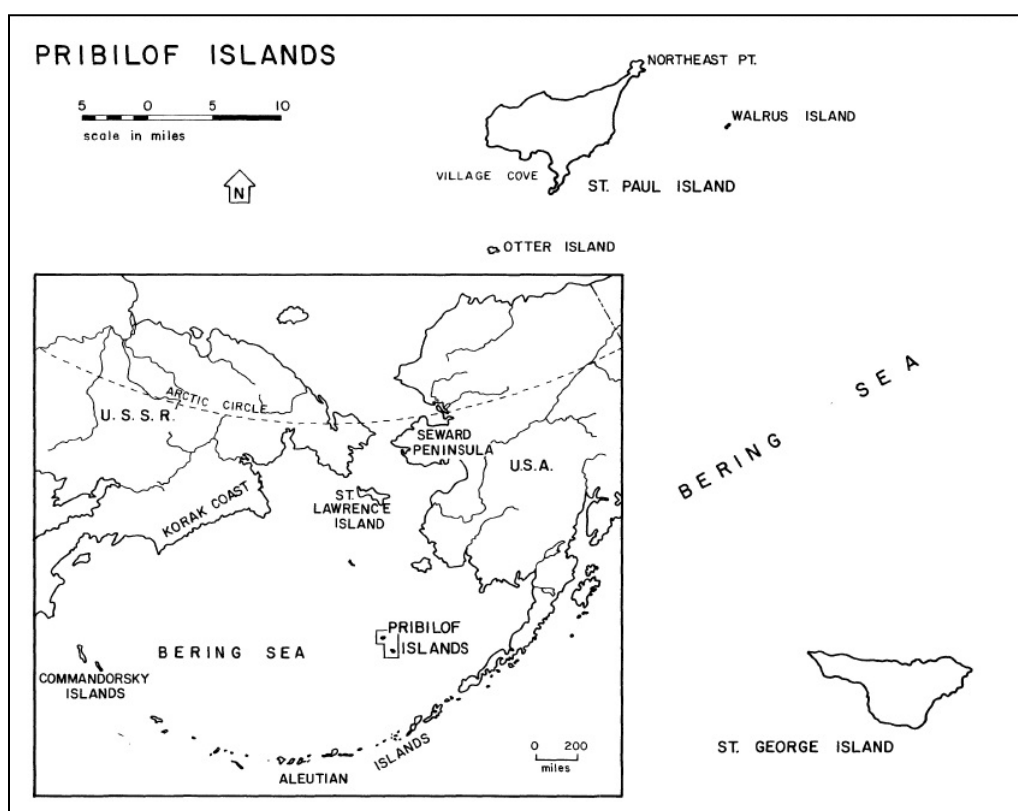 PRIBILOF ISLANDS
5 0 5 10
scale in miles
N
NORTHEAST PT.
WALRUS ISLAND
VILLAGE COVE
ST. PAUL ISLAND
OTTER ISLAND
BERING SEA
ST. GEORGE ISLAND
ARCTIC CIRCLE
U.S.S.R.
SEWARD
PENINSULA
U.S.A.
KORAK COAST
ST.
LAWRENCE
ISLAND
BERING SEA
PRIBILOF
ISLANDS
COMMANDORSKY
ISLANDS
ALEUTIAN ISLANDS
0 200
miles